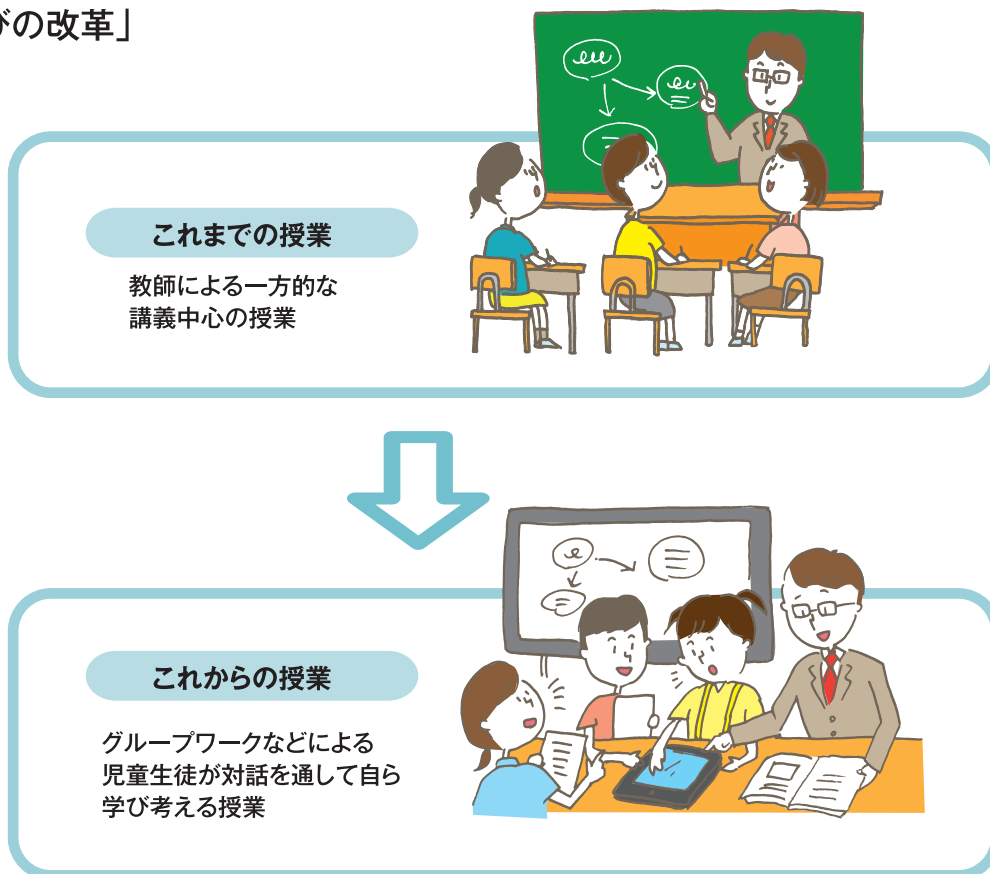 びの改革」
これまでの授業
教師による一方的な
講義中心の授業
これからの授業
グループワークなどによる
児童生徒が対話を通して自ら
学び考える授業